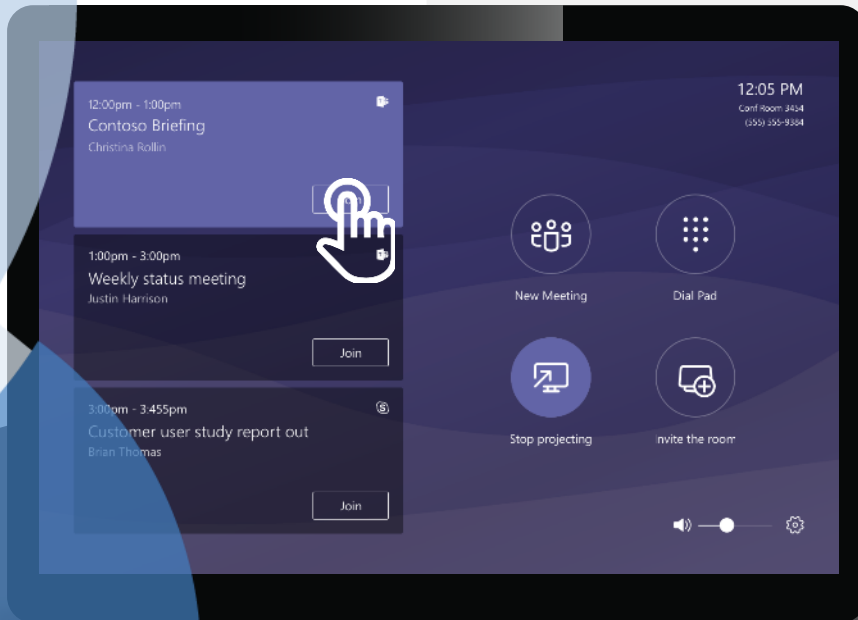 12:00pm - 1:00pm
Contoso Briefing
Christina Rollin
1:00pm - 3:00pm
Weekly status meeting
Justin Harrison
Join
3:00pm - 3:455pm
Customer user study report out
Brian Thomas
Join
12:05 PM
Conf Room 3454
(555) 555-9384
New Meeting
Dial Pad
Stop projecting
Invite the room